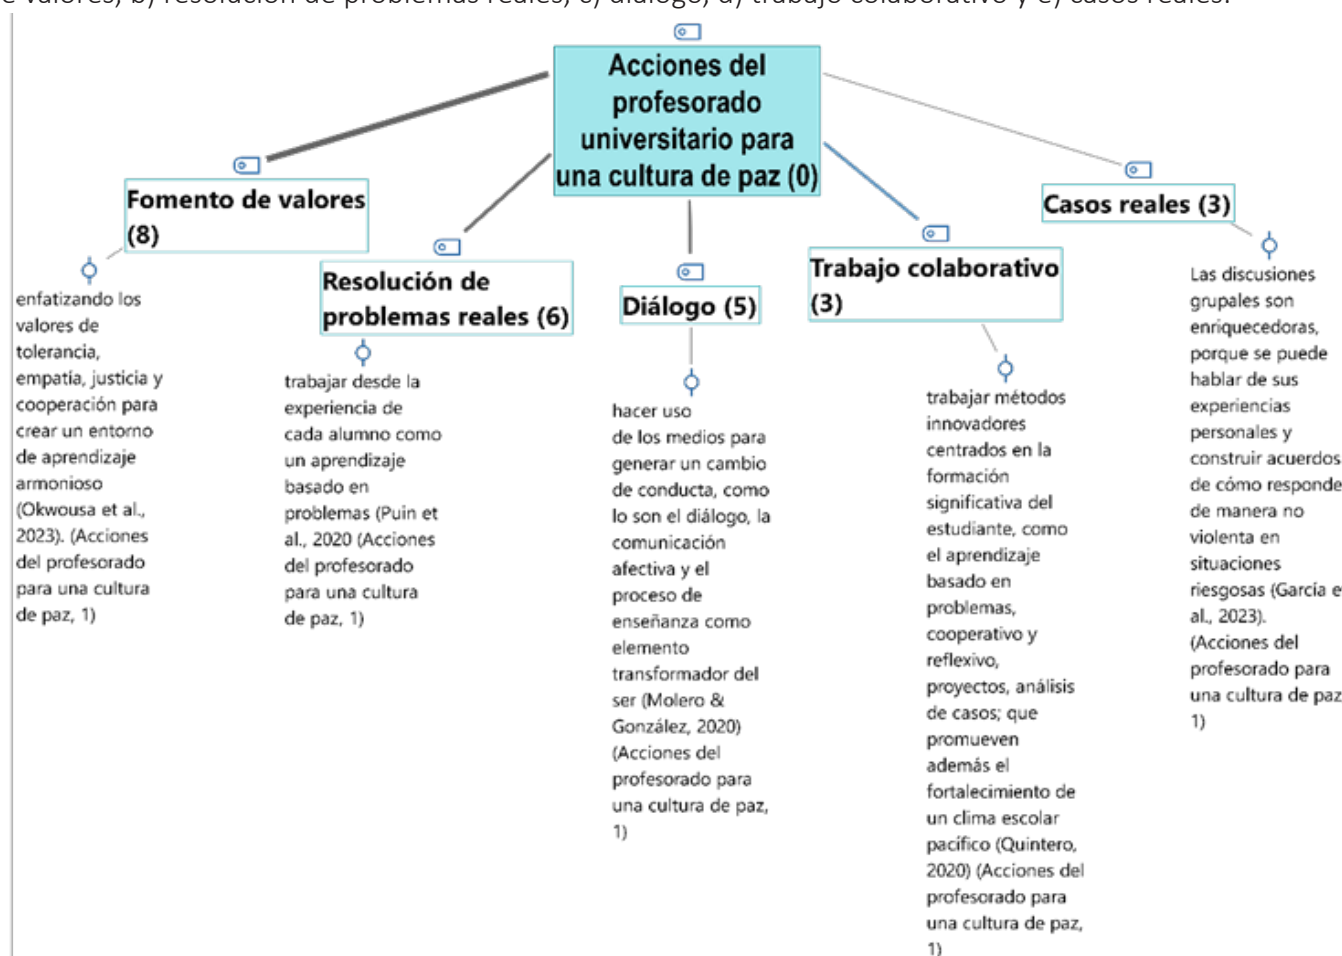 e valores, b) resolución de problemas reales, c) diálogo, d) trabajo colaborativo y e) casos reales.
Acciones del
profesorado
universitario para
una cultura de paz (0)
Fomento de valores
(8)
enfatizando los
valores de
tolerancia,
empatía, justicia y
cooperación para
crear un entorno
de aprendizaje
armonioso
(Okwousa et al.,
2023). (Acciones
del profesorado
para una cultura
de paz, 1)
Resolución de
problemas reales (6)
trabajar desde la
experiencia de
cada alumno como
un aprendizaje
basado en
problemas (Puin et
al., 2020 (Acciones
del profesorado
para una cultura
de paz, 1)
Diálogo (5)
hacer uso
de los medios para
generar un cambio
de conducta, como
lo son el diálogo, la
comunicación
afectiva y el
proceso de
enseñanza como
elemento
transformador del
ser (Molero &
González, 2020)
(Acciones del
profesorado para
una cultura de paz,
1)
Trabajo colaborativo
(3)
trabajar métodos
innovadores
centrados en la
formación
significativa del
estudiante, como
el aprendizaje
basado en
problemas,
cooperativo y
reflexivo,
proyectos, análisis
de casos; que
promueven
además el
fortalecimiento de
un clima escolar
pacífico (Quintero,
2020) (Acciones del
profesorado para
una cultura de paz,
1)
Casos reales (3)
Las discusiones
grupales son
enriquecedoras,
porque se puede
hablar de sus
experiencias
personales y
construir acuerdos
de cómo responde
de manera no
violenta en
situaciones
riesgosas (García e
al., 2023).
(Acciones del
profesorado para
una cultura de paz
1)